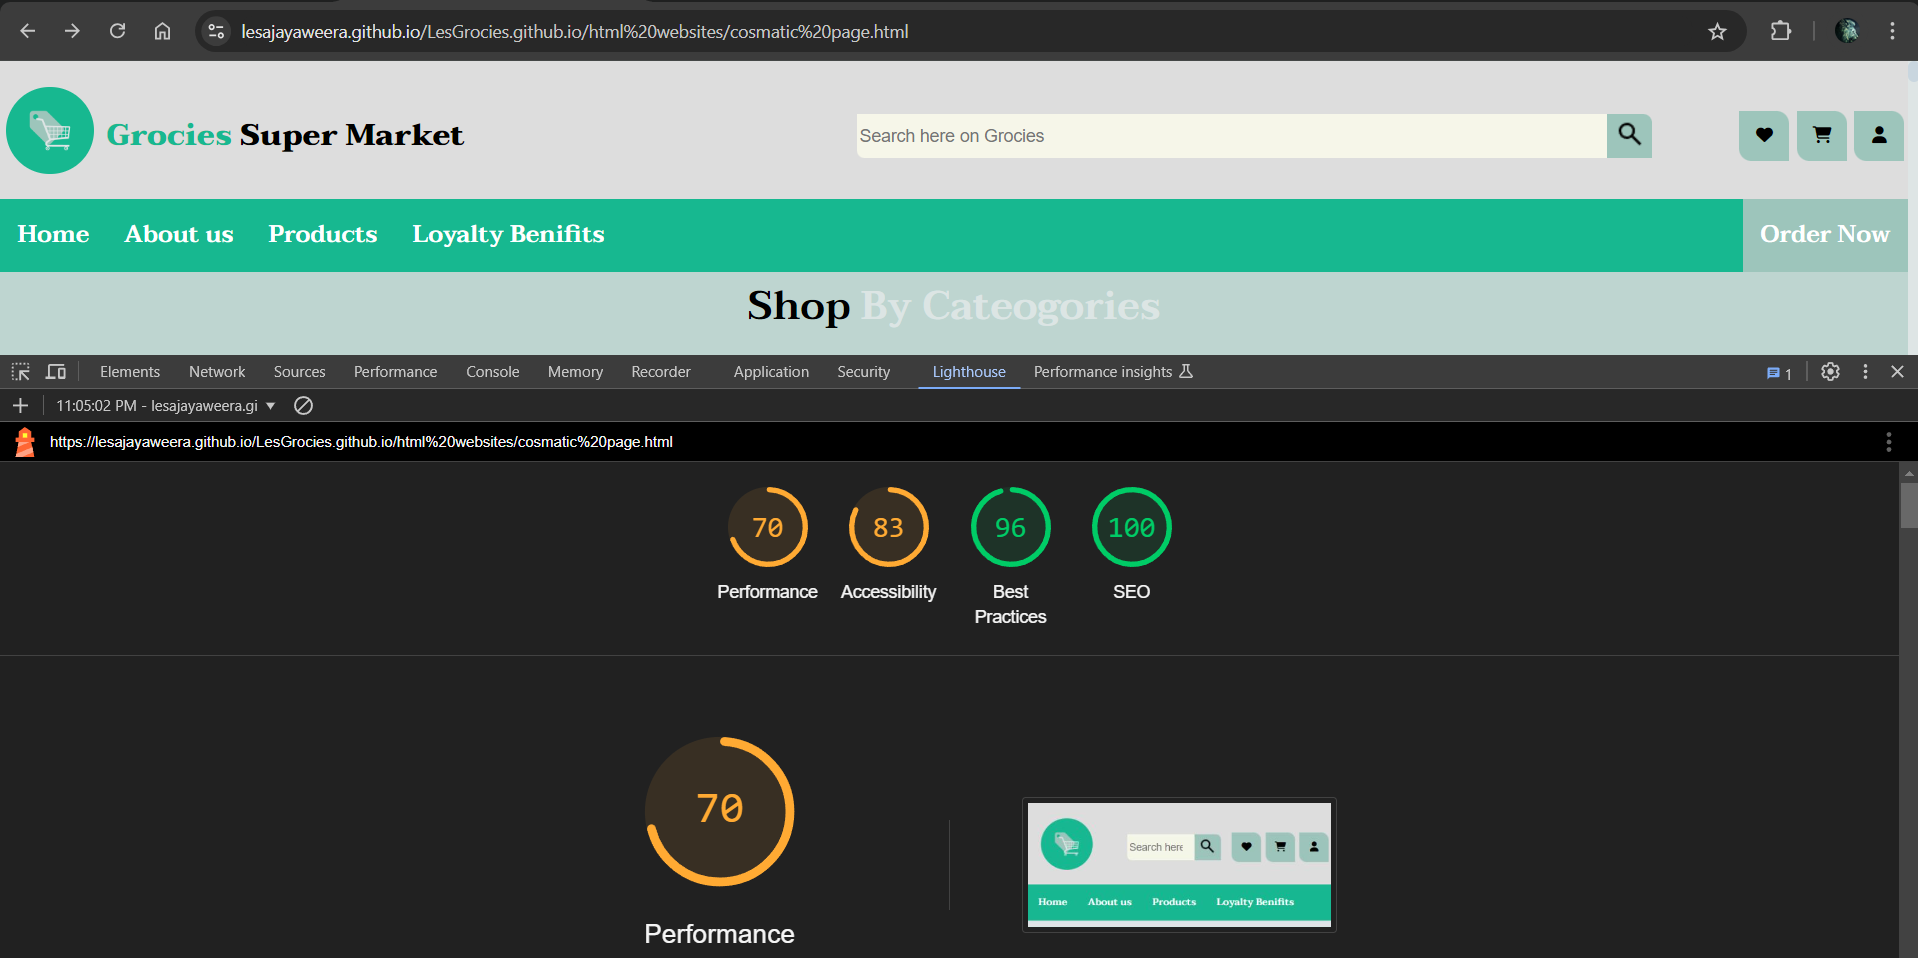 lesajayaweera.github.io/LesGrocies.github.io/html%20websites/cosmatic%20page.html
Grocies Super Market
Search here on Grocies
Home About us Products Loyalty Benifits Order Now
Shop By Cateogories
Elements Network Sources Performance Console Memory Recorder Application Security Lighthouse Performance insights 1
11:05:02 PM - lesajayaweera.gi
https://lesajayaweera.github.io/LesGrocies.github.io/html%20websites/cosmatic%20page.html
70 83 96 100
Performance Accessibility Best Practices SEO
70
Performance
Search here
Home About us Products Loyalty Benifits